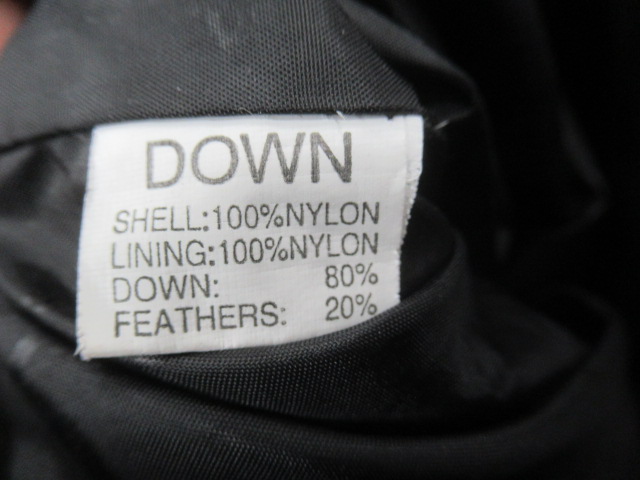 DOWN
SHELL:100%NYLON
LINING:100%NYLON
DOWN: 80%
FEATHERS: 20%